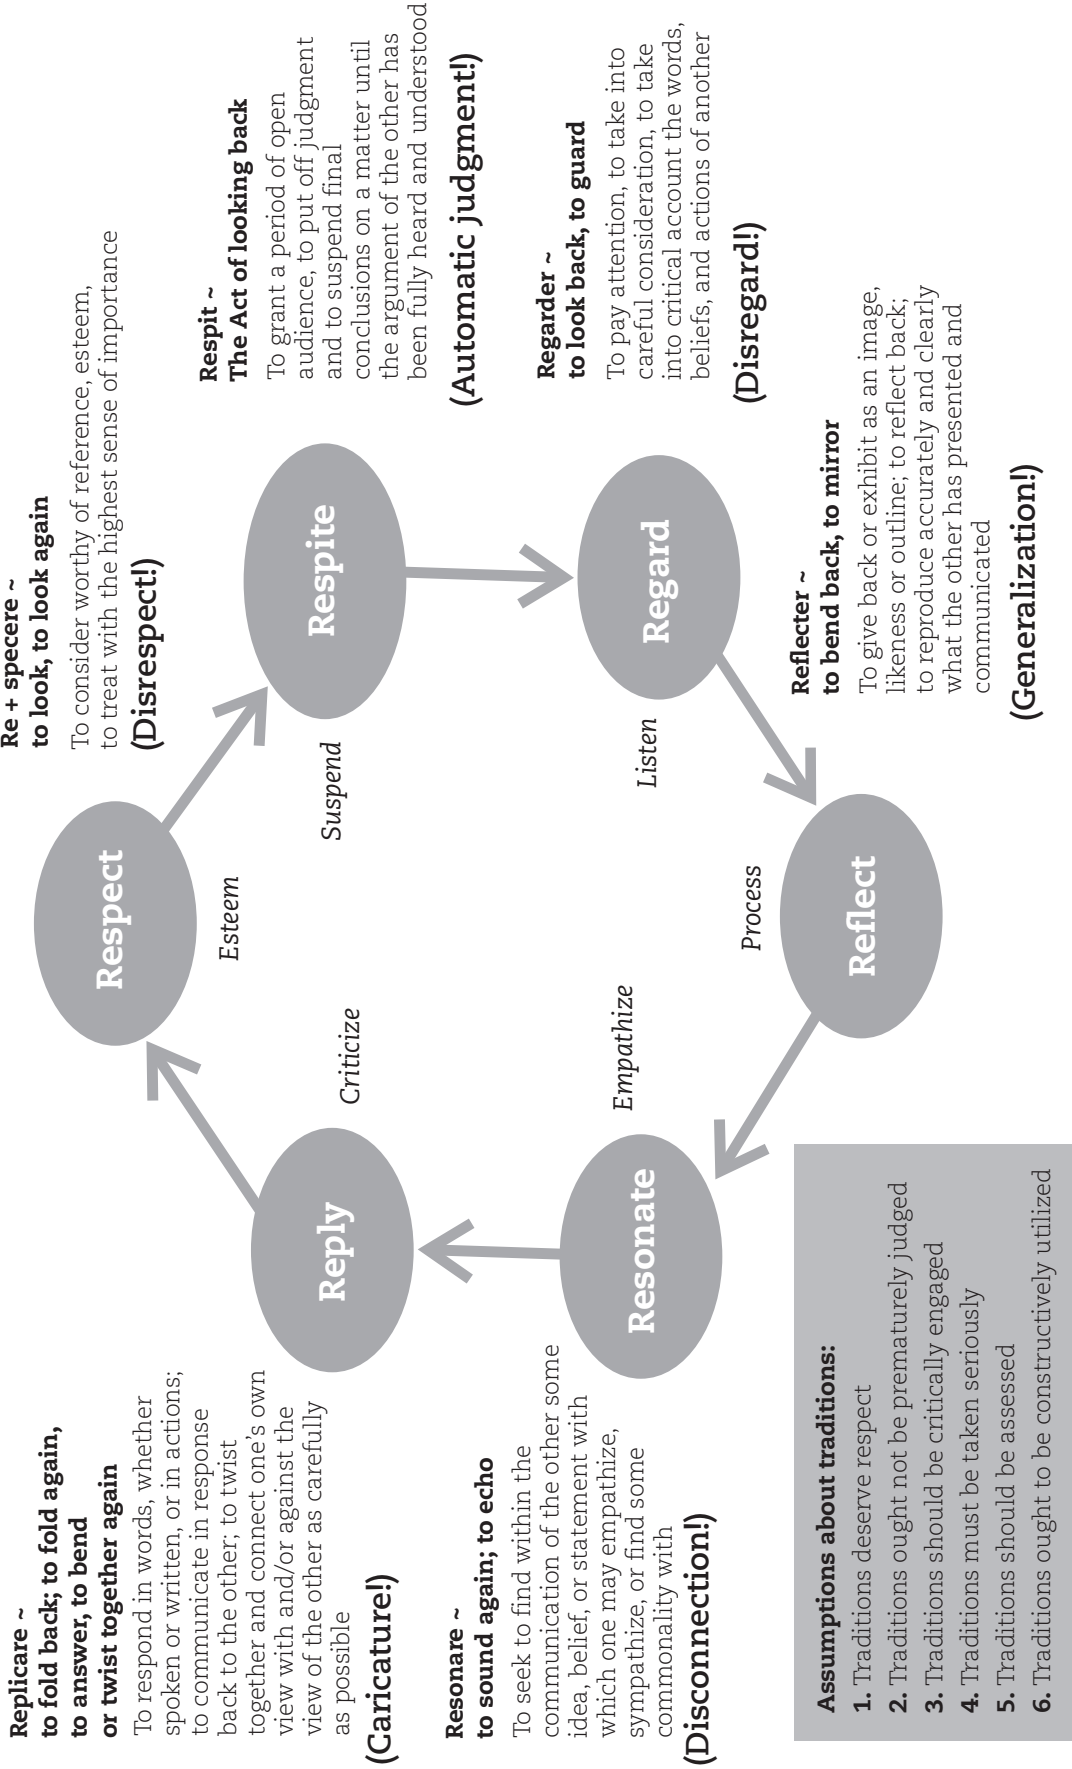 Re + specere ~
to look, to look again
To consider worthy of reference, esteem,
to treat with the highest sense of importance
(Disrespect!)
Respect
Esteem
Respit ~
The Act of looking back
To grant a period of open
audience, to put off judgment
and to suspend final
conclusions on a matter until
the argument of the other has
been fully heard and understood
(Automatic judgment!)
Respite
Suspend
Regarder ~
to look back, to guard
To pay attention, to take into
careful consideration, to take
into critical account the words,
beliefs, and actions of another
(Disregard!)
Regard
Listen
Reflecter ~
to bend back, to mirror
To give back or exhibit as an image,
likeness or outline; to reflect back;
to reproduce accurately and clearly
what the other has presented and
communicated
(Generalization!)
Reflect
Process
Resonare ~
to sound again; to echo
To seek to find within the
communication of the other some
idea, belief, or statement with
which one may empathize,
sympathize, or find some
commonality with
(Disconnection!)
Resonate
Empathize
Replicare ~
to fold back; to fold again,
to answer, to bend
or twist together again
To respond in words, whether
spoken or written, or in actions;
to communicate in response
back to the other; to twist
together and connect one's own
view with and/or against the
view of the other as carefully
as possible
(Caricature!)
Reply
Criticize
Assumptions about traditions:
1. Traditions deserve respect
2. Traditions ought not be prematurely judged
3. Traditions should be critically engaged
4. Traditions must be taken seriously
5. Traditions should be assessed
6. Traditions ought to be constructively utilized